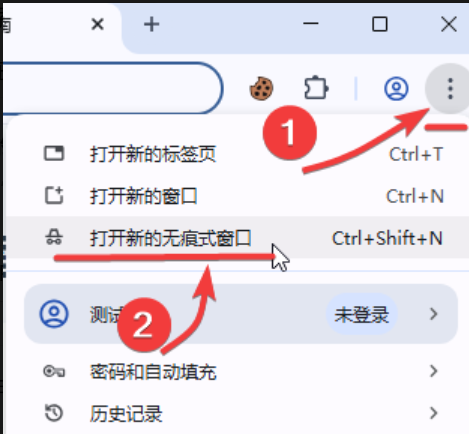 南
1
打开新的标签页 Ctrl+T
打开新的窗口 Ctrl+N
打开新的无痕式窗口 Ctrl+Shift+N
测试 未登录
2
密码和自动填充
历史记录